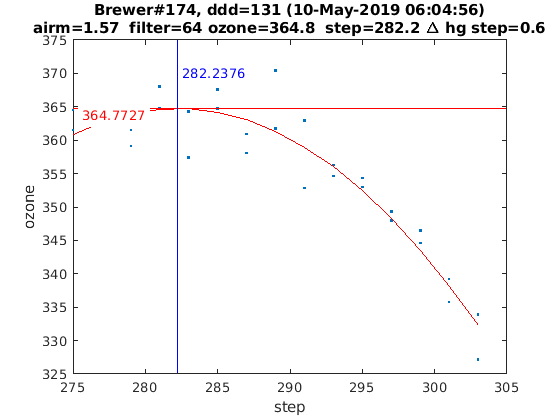 Brewer#174, ddd=131 (10-May-2019 06:04:56)
airm=1.57 filter=64 ozone=364.8 step=282.2 Δ hg step=0.6
375
370
365
360
355
350
345
340
335
330
325
ozone
282.2376
364.7727
275 280 285 290 295 300 305
step